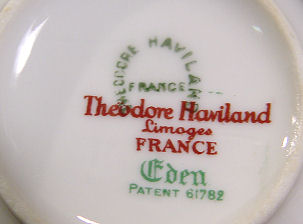 THEODORE HAVILAND
FRANCE
Theodore Haviland
Limoges
FRANCE
Eden
PATENT 61782